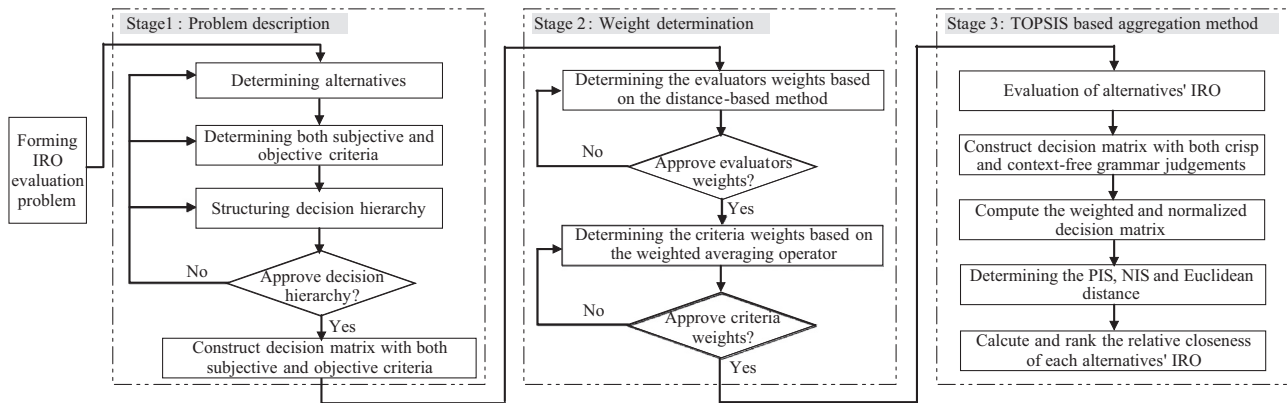 Forming
IRO
evaluation
problem
Stage1 : Problem description
Determining alternatives
Determining both subjective and
objective criteria
Structuring decision hierarchy
No
Approve decision
hierarchy?
Yes
Construct decision matrix with both
subjective and objective criteria
Stage 2: Weight determination
Determining the evaluators weights based
on the distance-based method
No
Approve evaluators
weights?
Yes
Determining the criteria weights based on
the weighted averaging operator
No
Approve criteria
weights?
Yes
Stage 3: TOPSIS based aggregation method
Evaluation of alternatives' IRO
Construct decision matrix with both crisp
and context-free grammar judgements
Compute the weighted and normalized
decision matrix
Determining the PIS, NIS and Euclidean
distance
Calcute and rank the relative closeness
of each alternatives' IRO